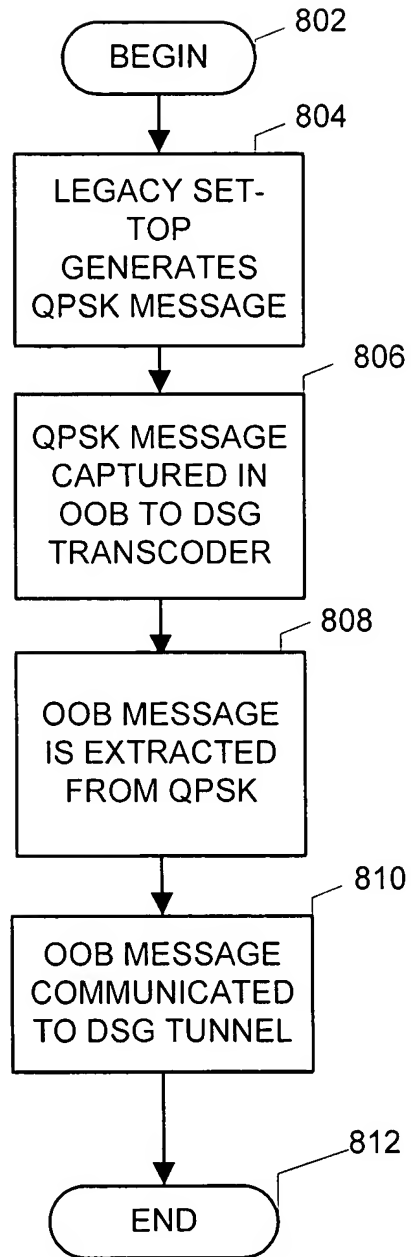 802
BEGIN
804
LEGACY SET-
TOP
GENERATES
QPSK MESSAGE
806
QPSK MESSAGE
CAPTURED IN
OOB TO DSG
TRANSCODER
808
OOB MESSAGE
IS EXTRACTED
FROM QPSK
810
OOB MESSAGE
COMMUNICATED
TO DSG TUNNEL
812
END